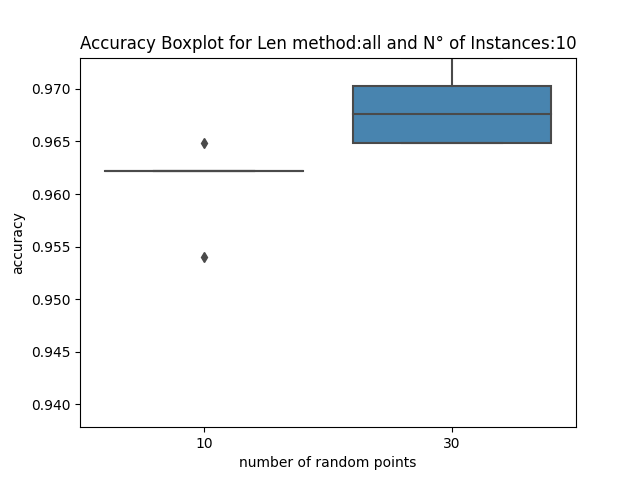 Accuracy Boxplot for Len method:all and N° of Instances:10
0.970
0.965
0.960
0.955
0.950
0.945
0.940
accuracy
10 30
number of random points